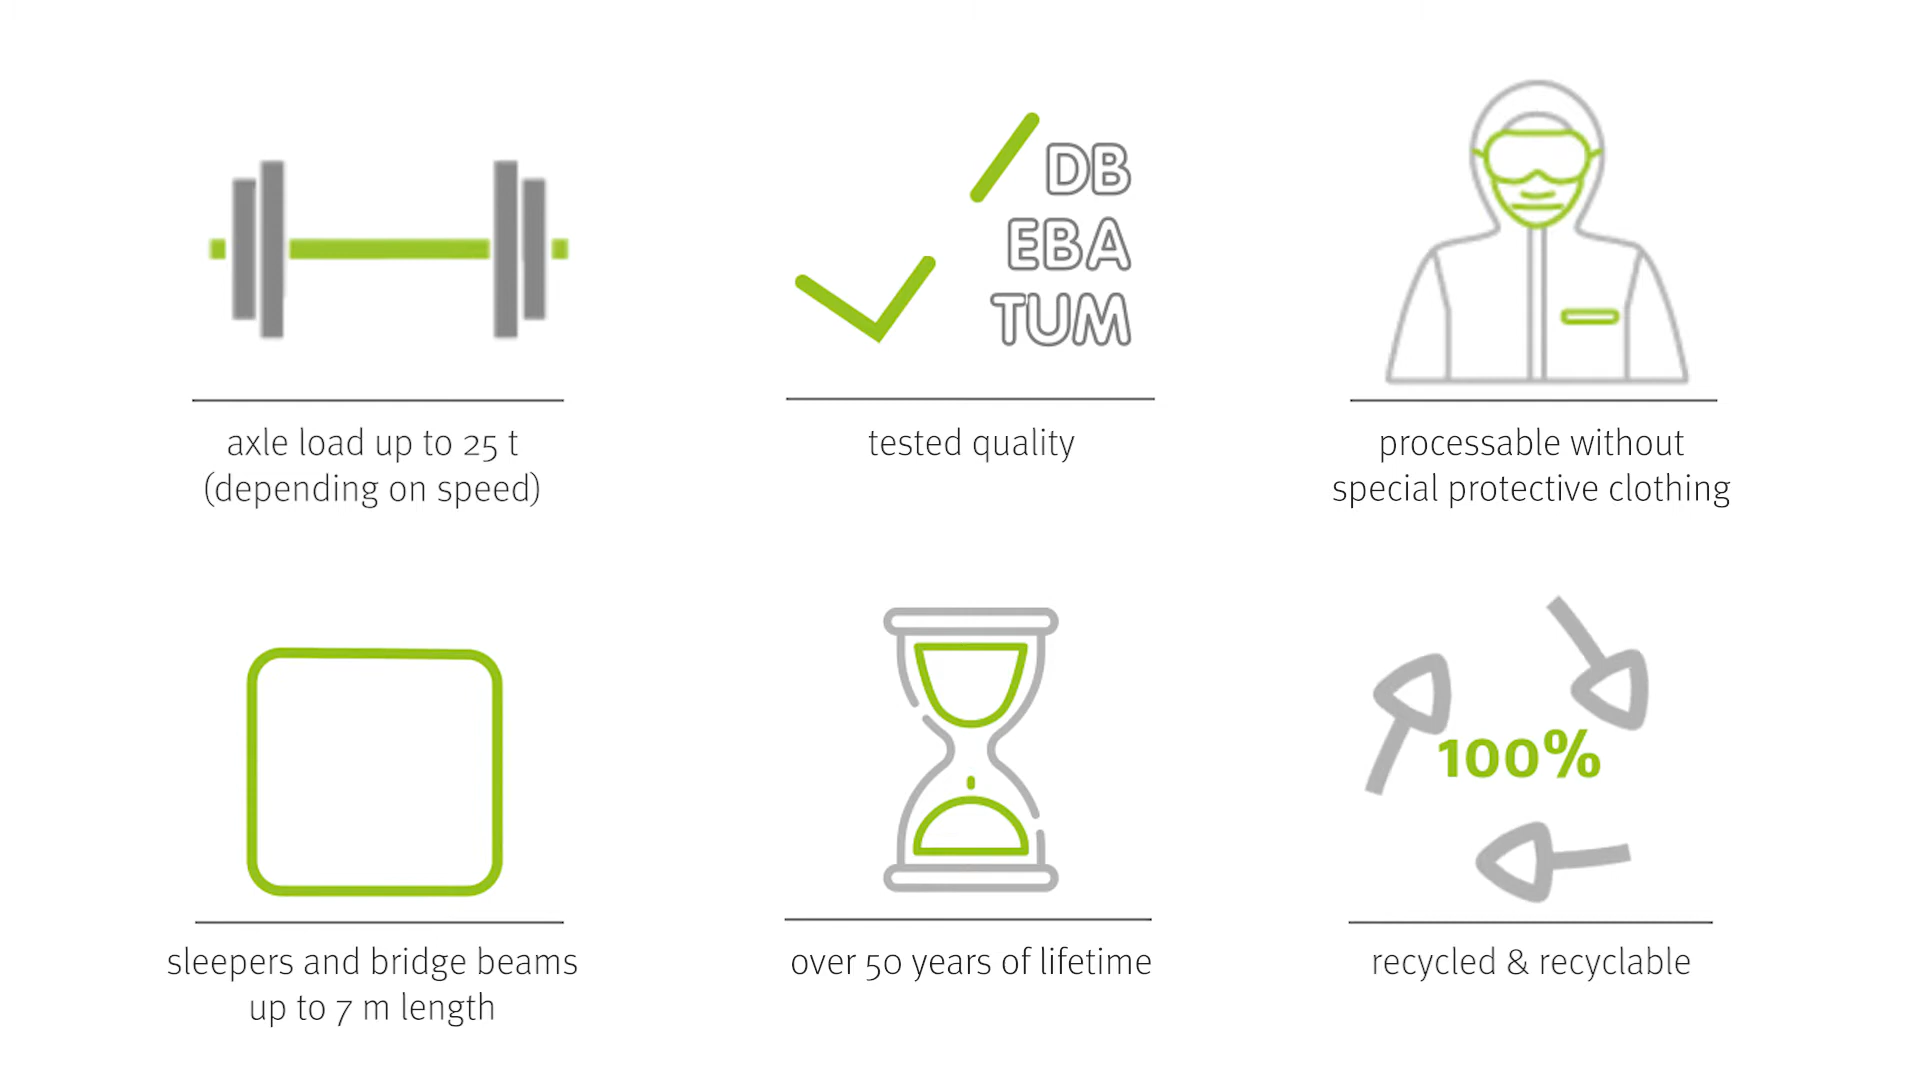 DB
EBA
TUM
axle load up to 25 t
(depending on speed)
tested quality
processable without
special protective clothing
100%
sleepers and bridge beams
up to 7 m length
over 50 years of lifetime
recycled & recyclable